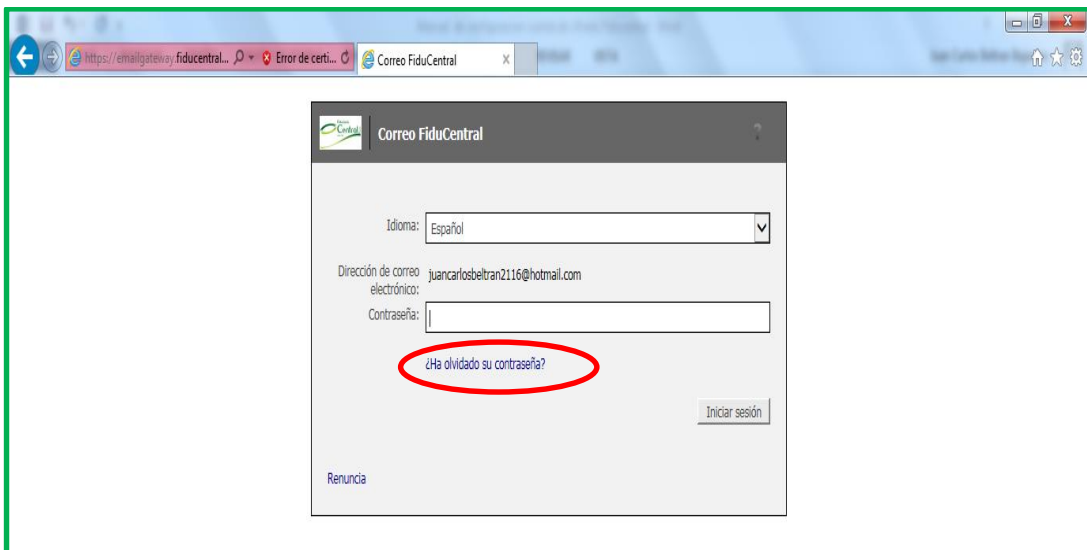 https://emailgateway.fiducentral... Error de certi... Correo FiduCentral X
Central
Correo FiduCentral ?
Idioma: Español
Dirección de correo electrónico: juancarlosbeltran2116@hotmail.com
Contraseña:
¿Ha olvidado su contraseña?
Iniciar sesión
Renuncia